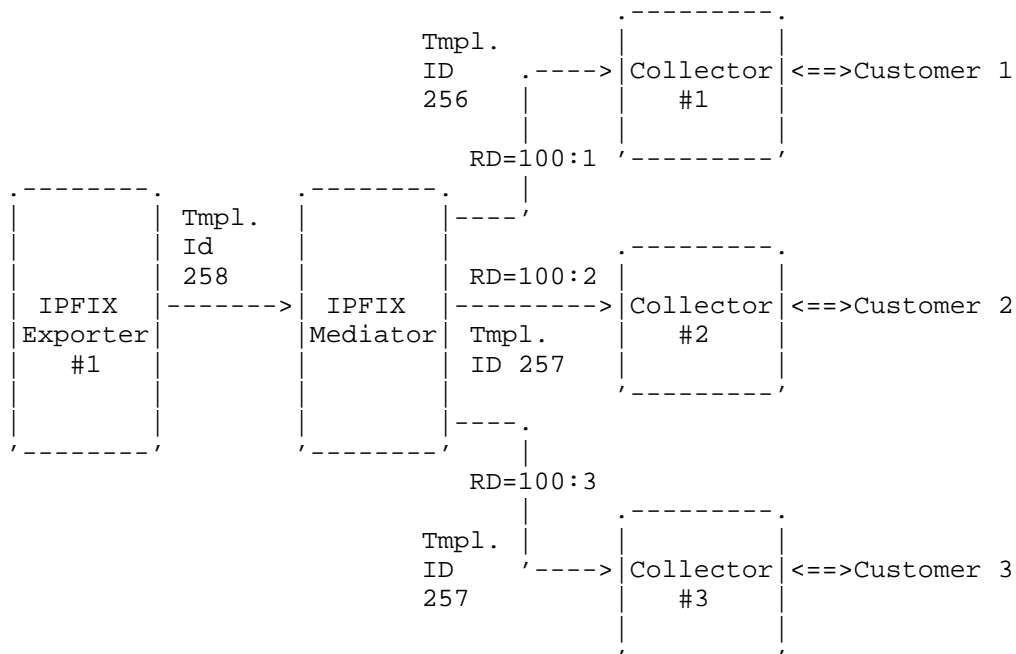 Tmpl.
ID
256
Collector<==>Customer 1
#1
RD=100:1
Tmpl.
Id
258
RD=100:2
IPFIX
Exporter
#1
IPFIX
Mediator
Collector<==>Customer 2
#2
Tmpl.
ID 257
RD=100:3
Tmpl.
ID
257
Collector<==>Customer 3
#3